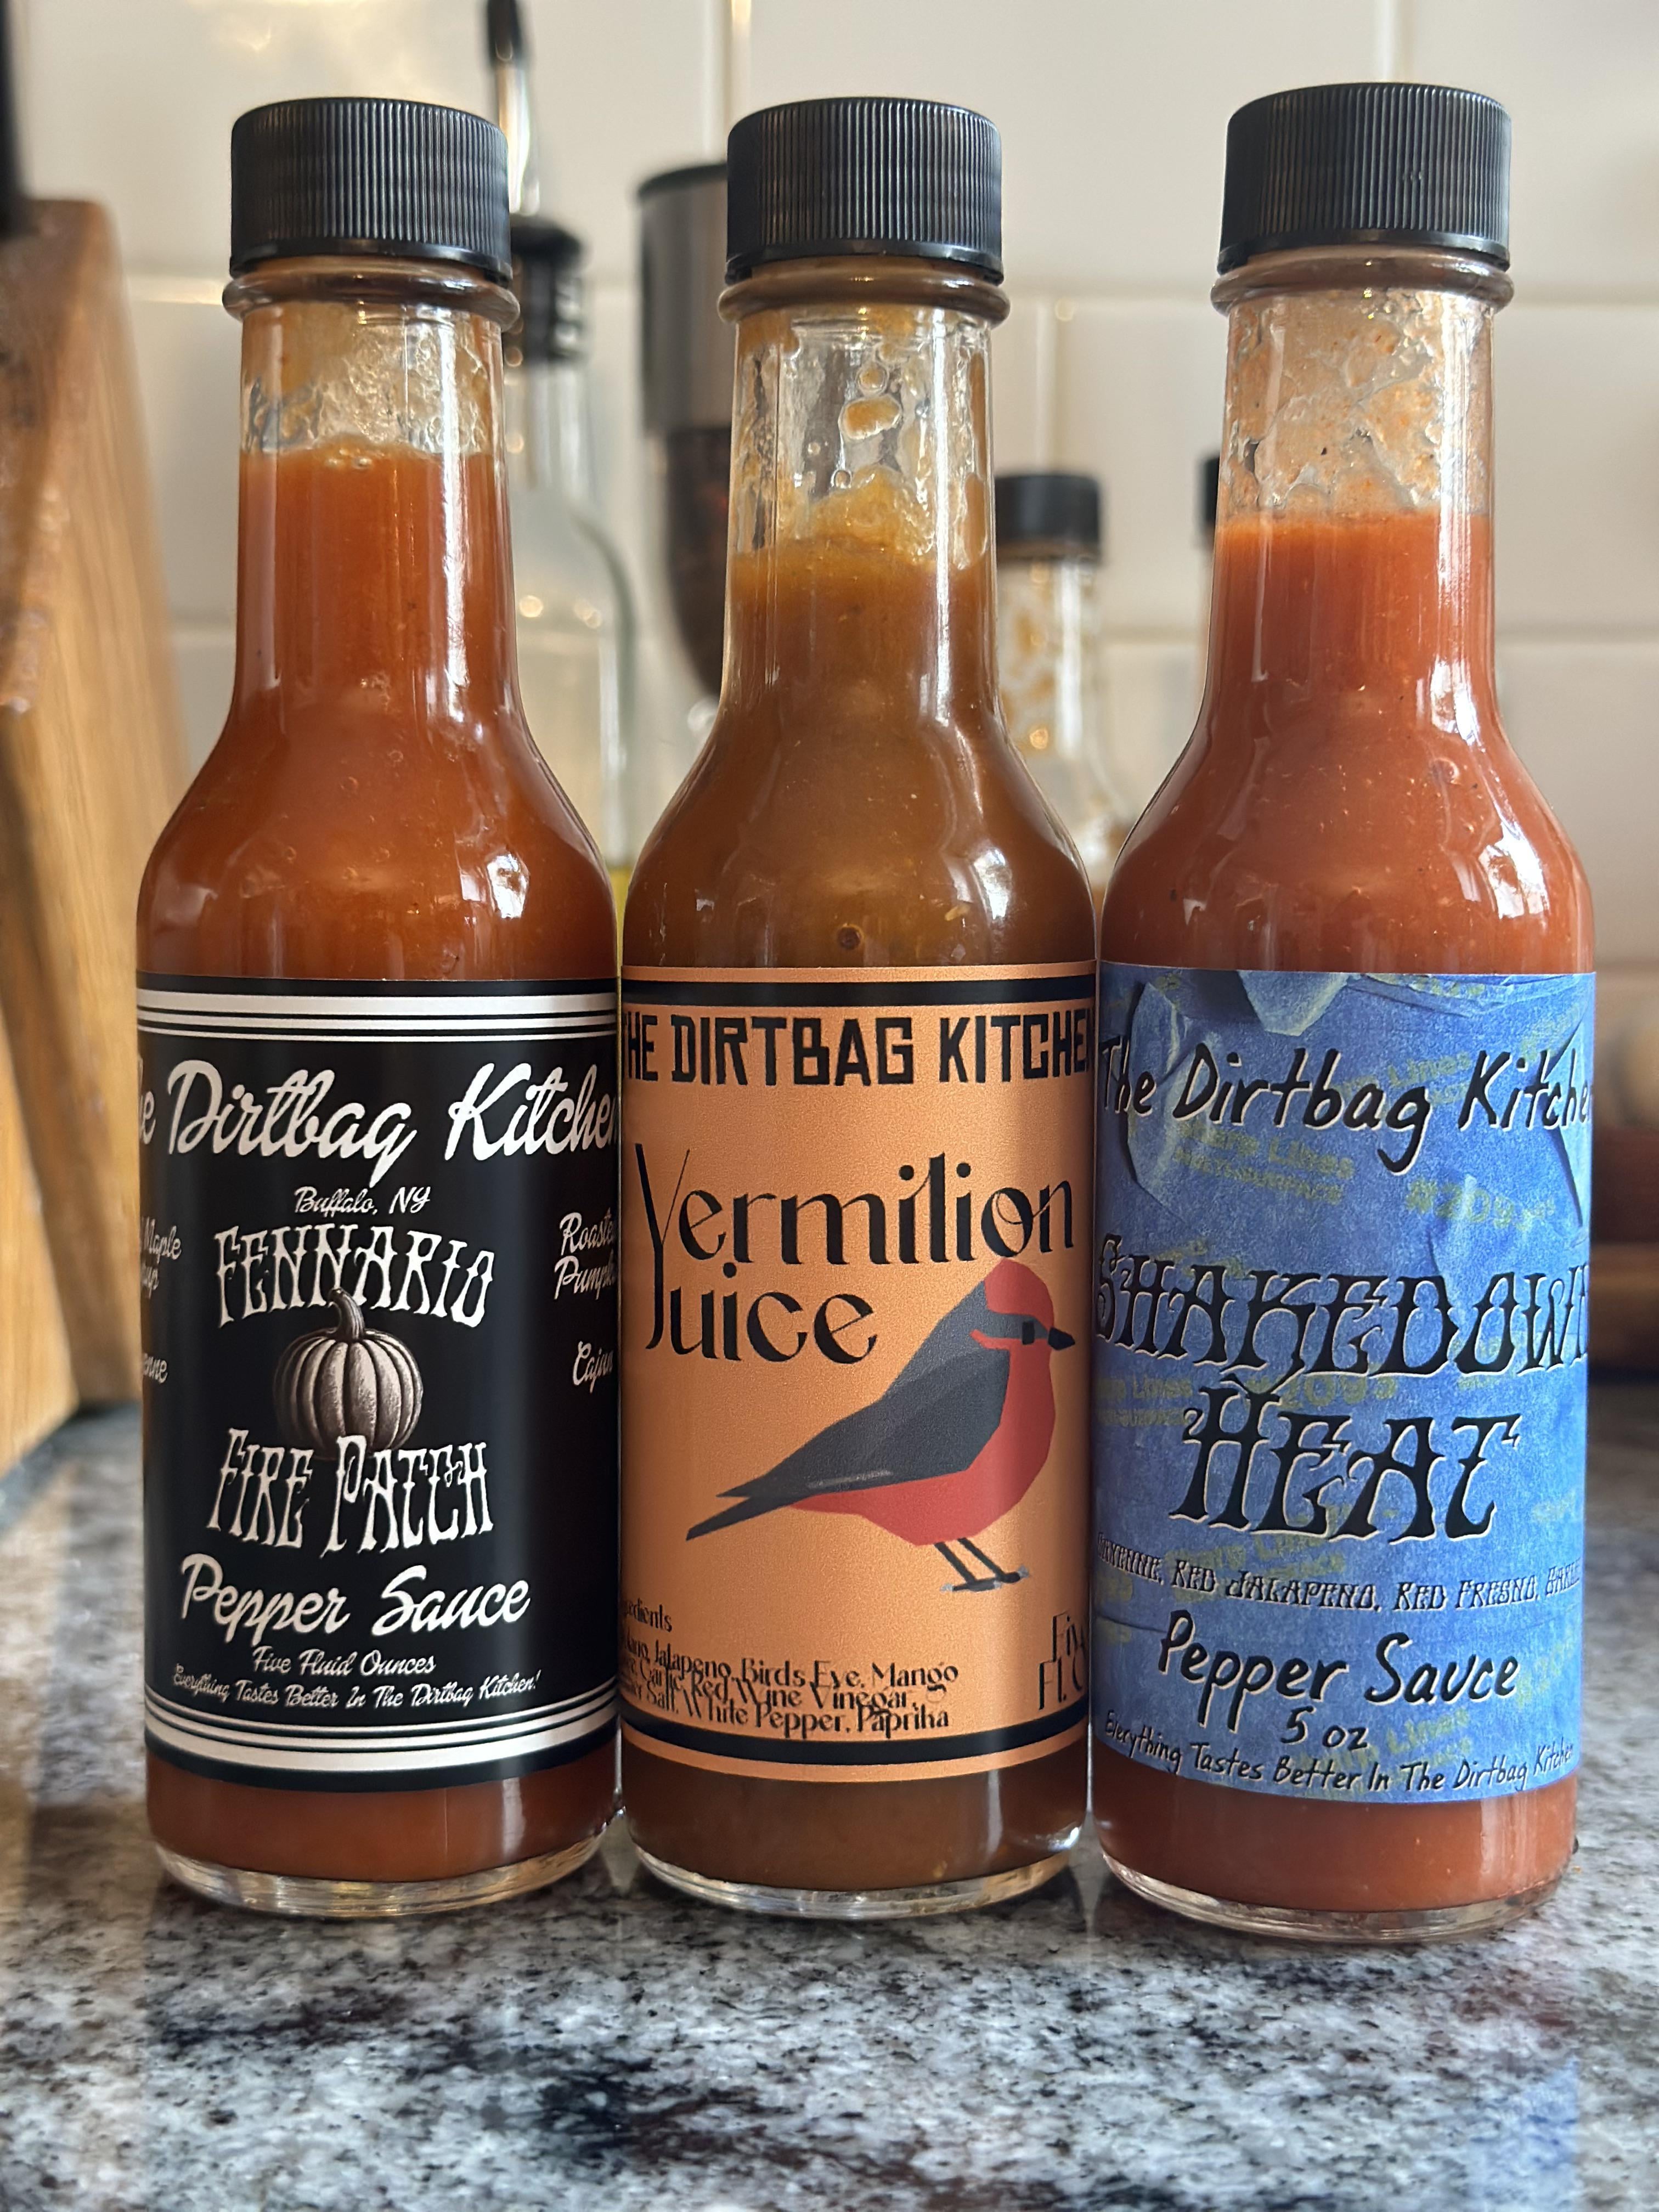 Dirtbag Kitchen
Buffalo, NY
Maple
Roasted
FENNARIO
Cajun
FIRE PATCH
Pepper Sauce
Five Fluid Ounces
Everything Tastes Better In The Dirtbag Kitchen!
THE DIRTBAG KITCHEN
Vermilion
Juice
Jalapeno, Bird's Eye, Mango
Garlic, Red Wine Vinegar,
Salt, White Pepper, Paprika
The Dirtbag Kitchen
SHAKEDOWN
HEAT
RED JALAPENO, RED FRESNO,
Pepper Sauce
5 oz
Everything Tastes Better In The Dirtbag Kitchen